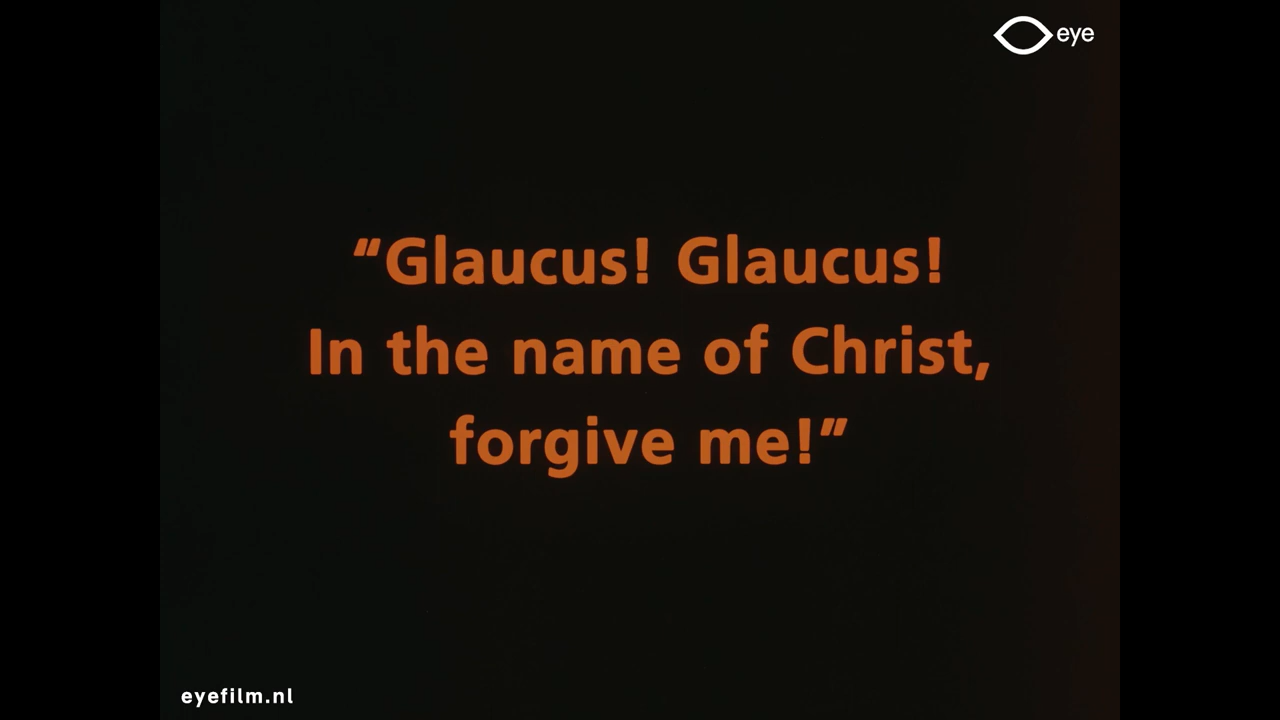 eye
“Glaucus! Glaucus!
In the name of Christ,
forgive me!”
eyefilm.nl